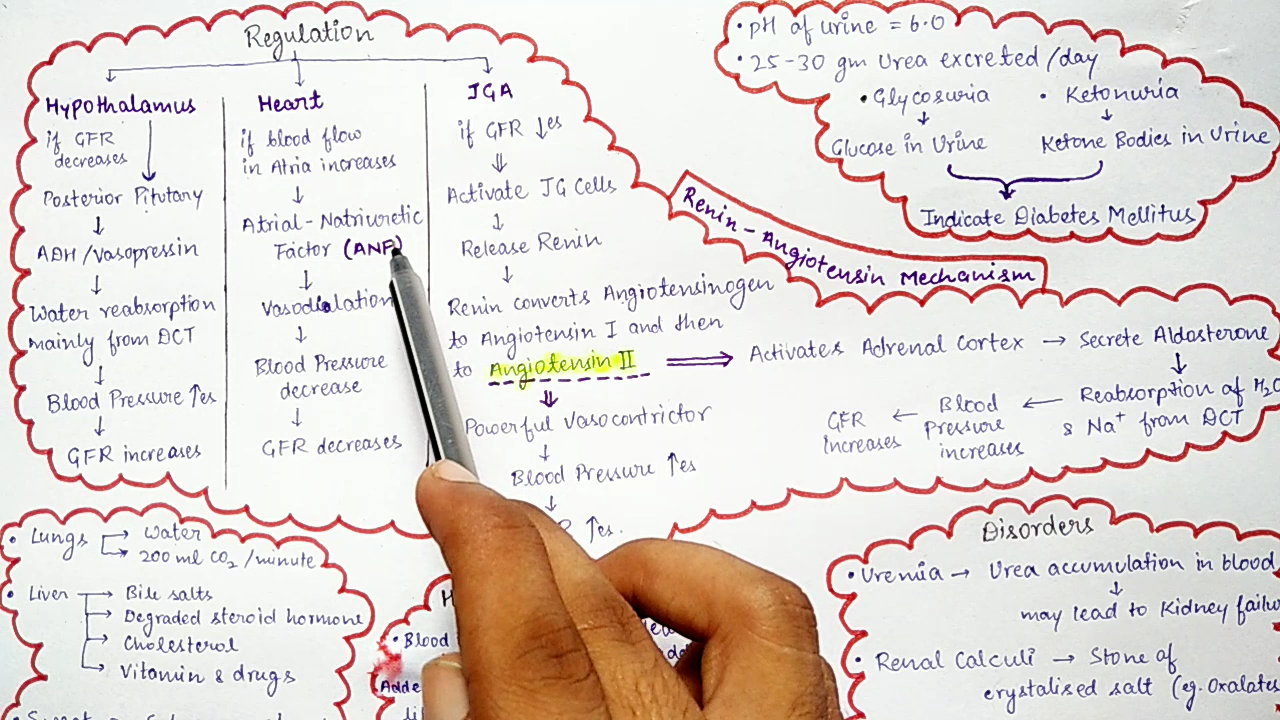 Regulation
Hypothalamus
if GFR
decreases
Posterior Pitutary
ADH/Vasopressin
Water reabsorption
mainly from DCT
Blood Pressure ↑es
GFR increases
Heart
if blood flow
in Atria increases
Atrial-Natriuretic
Factor (ANF)
Vasodilation
Blood Pressure
decrease
GFR decreases
JGA
if GFR ↓es
Activate JG Cells
Release Renin
Renin converts Angiotensinogen
to Angiotensin I and then
to Angiotensin II
Powerful Vasocontrictor
Blood Pressure ↑es
↑es.
Activates Adrenal Cortex → Secrete Aldasterone
Reabsorption of H2O
& Na+ from DCT
Blood
Pressure
increases
GFR
increases
Renin-Angiotensin Mechanism
• pH of urine = 6.0
• 25-30 gm Urea excreted/day
• Glycosuria
• Ketonuria
Glucose in Urine
Ketone Bodies in Urine
Indicate Diabetes Mellitus
• Lungs → Water
→ 200 ml CO2/minute
• Liver → Bile salts
→ Degraded steroid hormone
→ Cholesterol
→ Vitamin & drugs
• Blood
Disorders
• Uremia → Urea accumulation in blood
may lead to Kidney
• Renal Calculi → Stone of
crystalised salt (eg. Oxalates